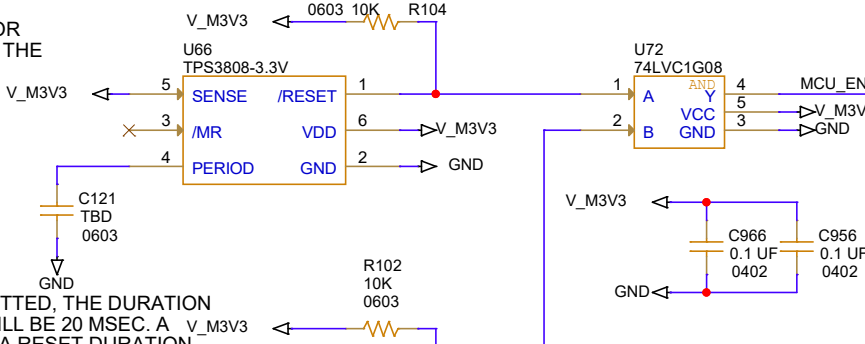 OR
THE
V_M3V3
0603 10K R104
U66
TPS3808-3.3V
V_M3V3
5 SENSE
/RESET 1
3 /MR
VDD 6
V_M3V3
4 PERIOD
GND 2
GND
C121
TBD
0603
GND
U72
74LVC1G08
1 A
AND
Y 4
MCU_EN
VCC 5
V_M3V
2 B
GND 3
GND
V_M3V3
C966
0.1 UF
0402
C956
0.1 UF
0402
GND
R102
10K
0603
V_M3V3
TTED, THE DURATION
ILL BE 20 MSEC. A
A RESET DURATION